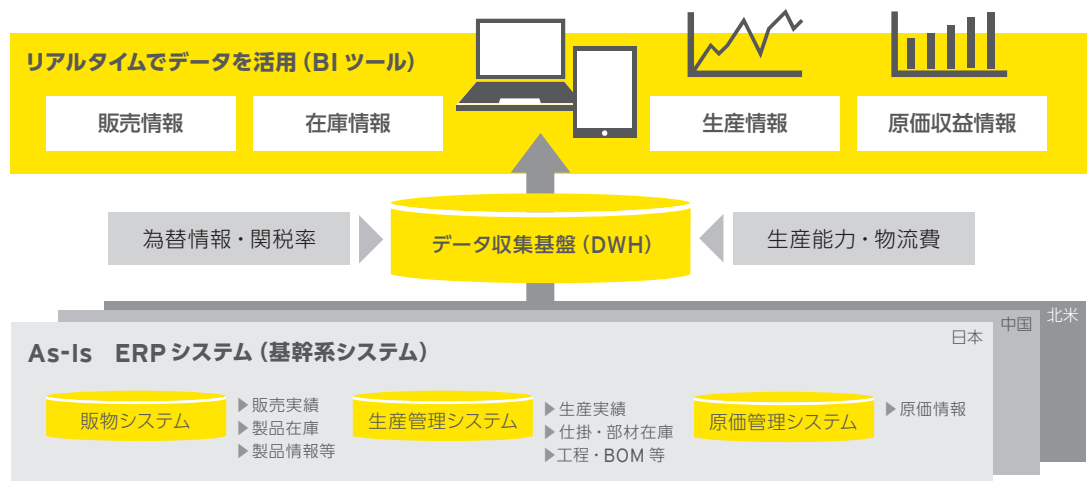 リアルタイムでデータを活用（BI ツール）
販売情報
在庫情報
生産情報
原価収益情報
為替情報・関税率
データ収集基盤（DWH）
生産能力・物流費
北米
中国
日本
As-Is ERPシステム（基幹系システム）
販物システム
▶販売実績
▶製品在庫
▶製品情報等
生産管理システム
▶生産実績
▶仕掛・部材在庫
▶工程・BOM 等
原価管理システム
▶原価情報